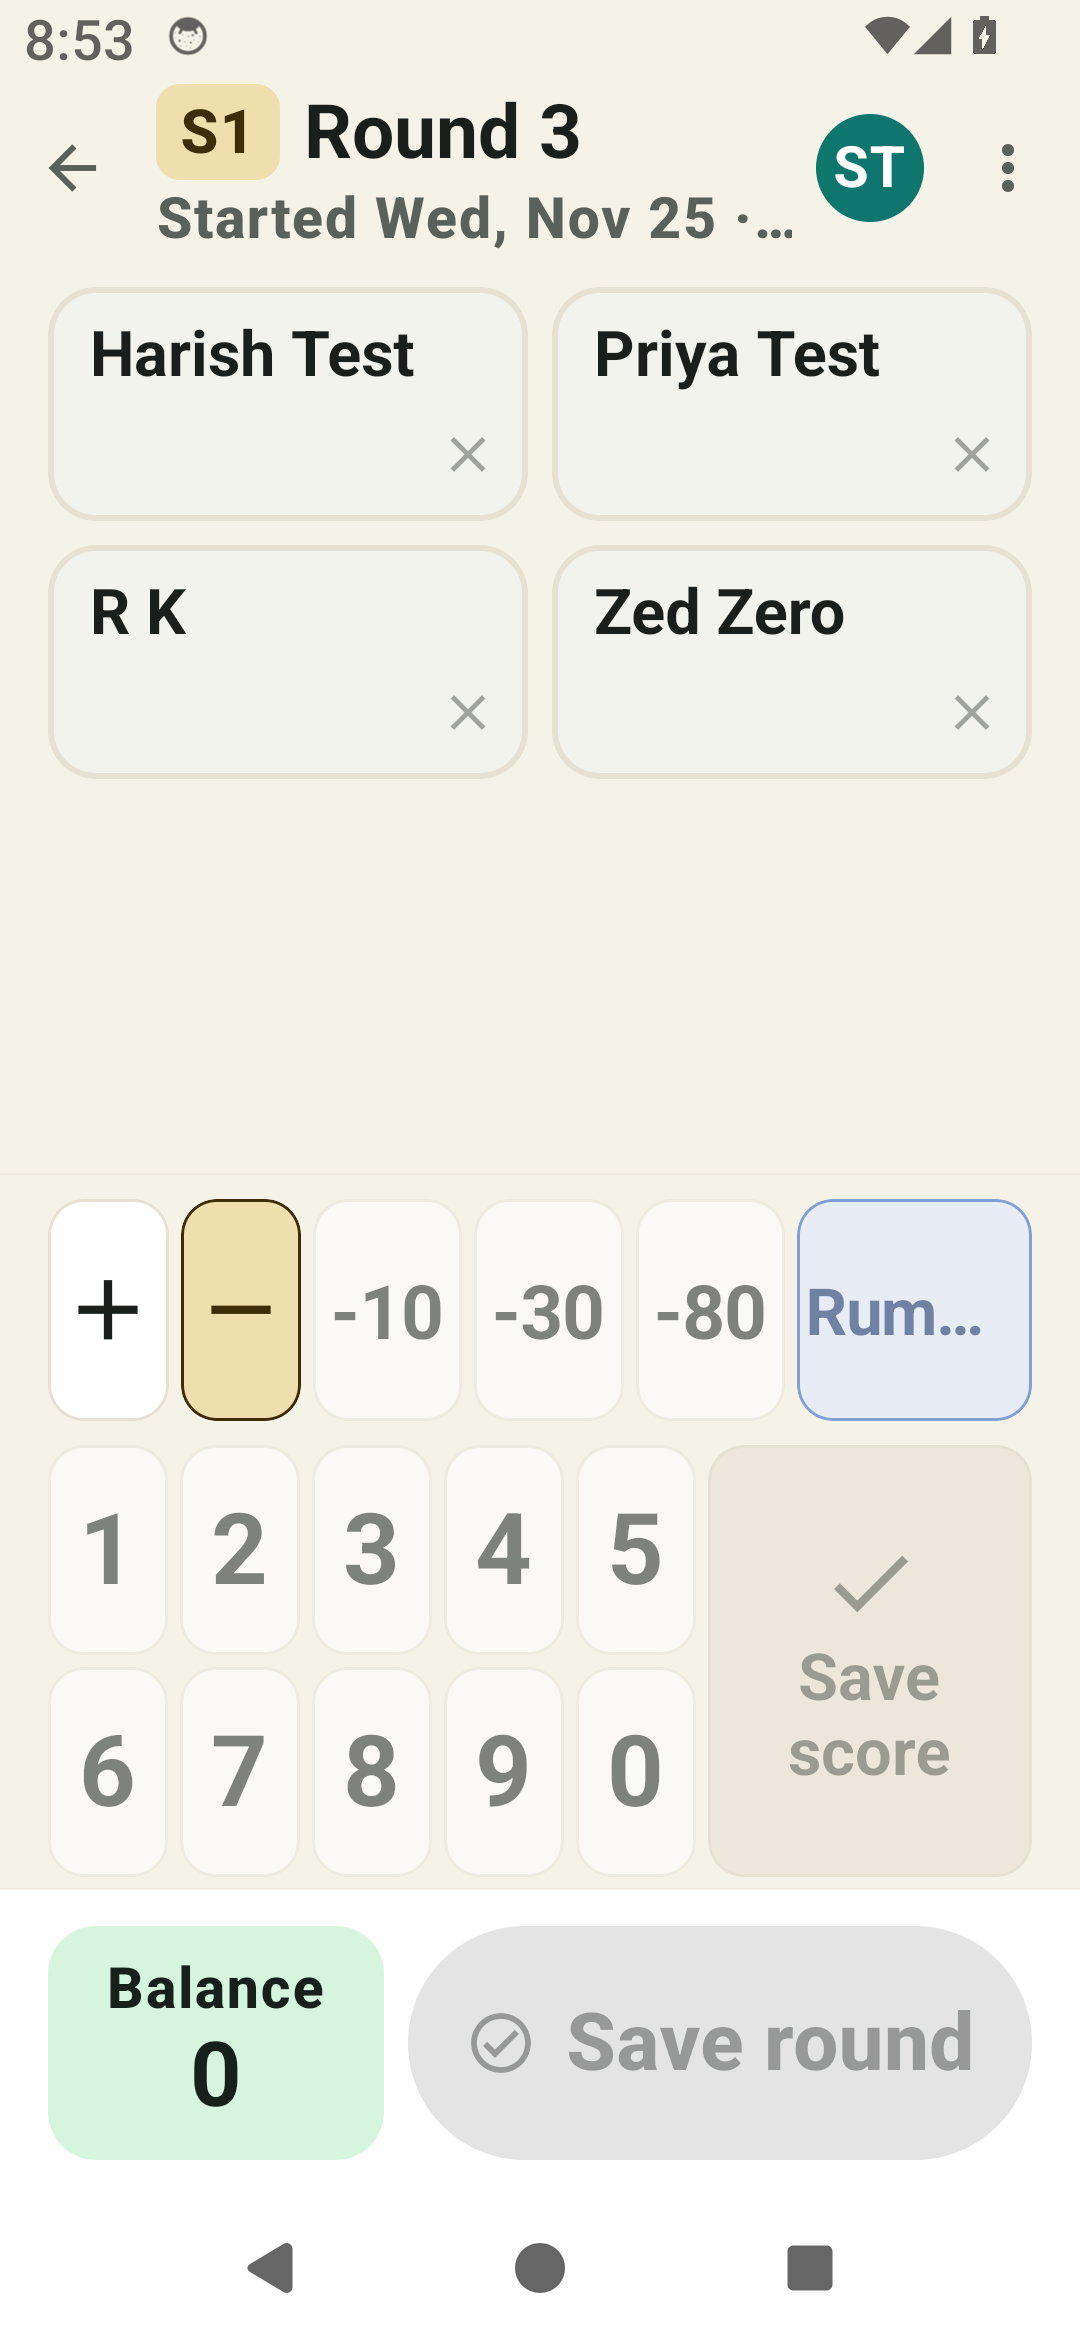 8:53
S1 Round 3
ST
Started Wed, Nov 25 ·…
Harish Test
Priya Test
R K
Zed Zero
+ − -10 -30 -80 Rum…
1 2 3 4 5
Save
score
6 7 8 9 0
Balance
0
Save round